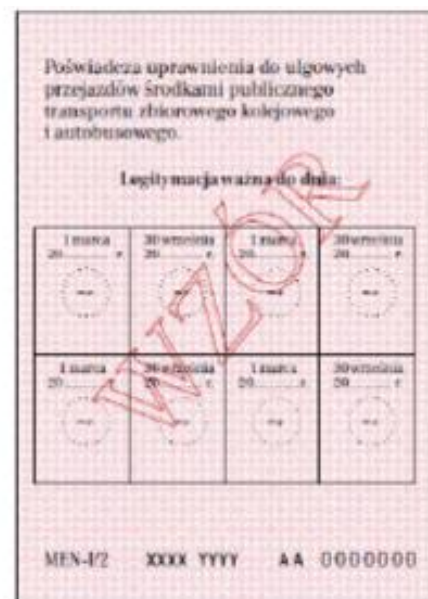 Poświadcza uprawnienia do ulgowych
przejazdów środkami publicznego
transportu zbiorowego kolejowego
i autobusowego.
Legitymacja ważna do dnia:
1 marca 30 września 1 marca 30 września
20......... r. 20......... r. 20......... r. 20......... r.
WZÓR
1 marca 30 września 1 marca 30 września
20......... r. 20......... r. 20......... r. 20......... r.
MEN-I/2 XXXX YYYY AA 0000000